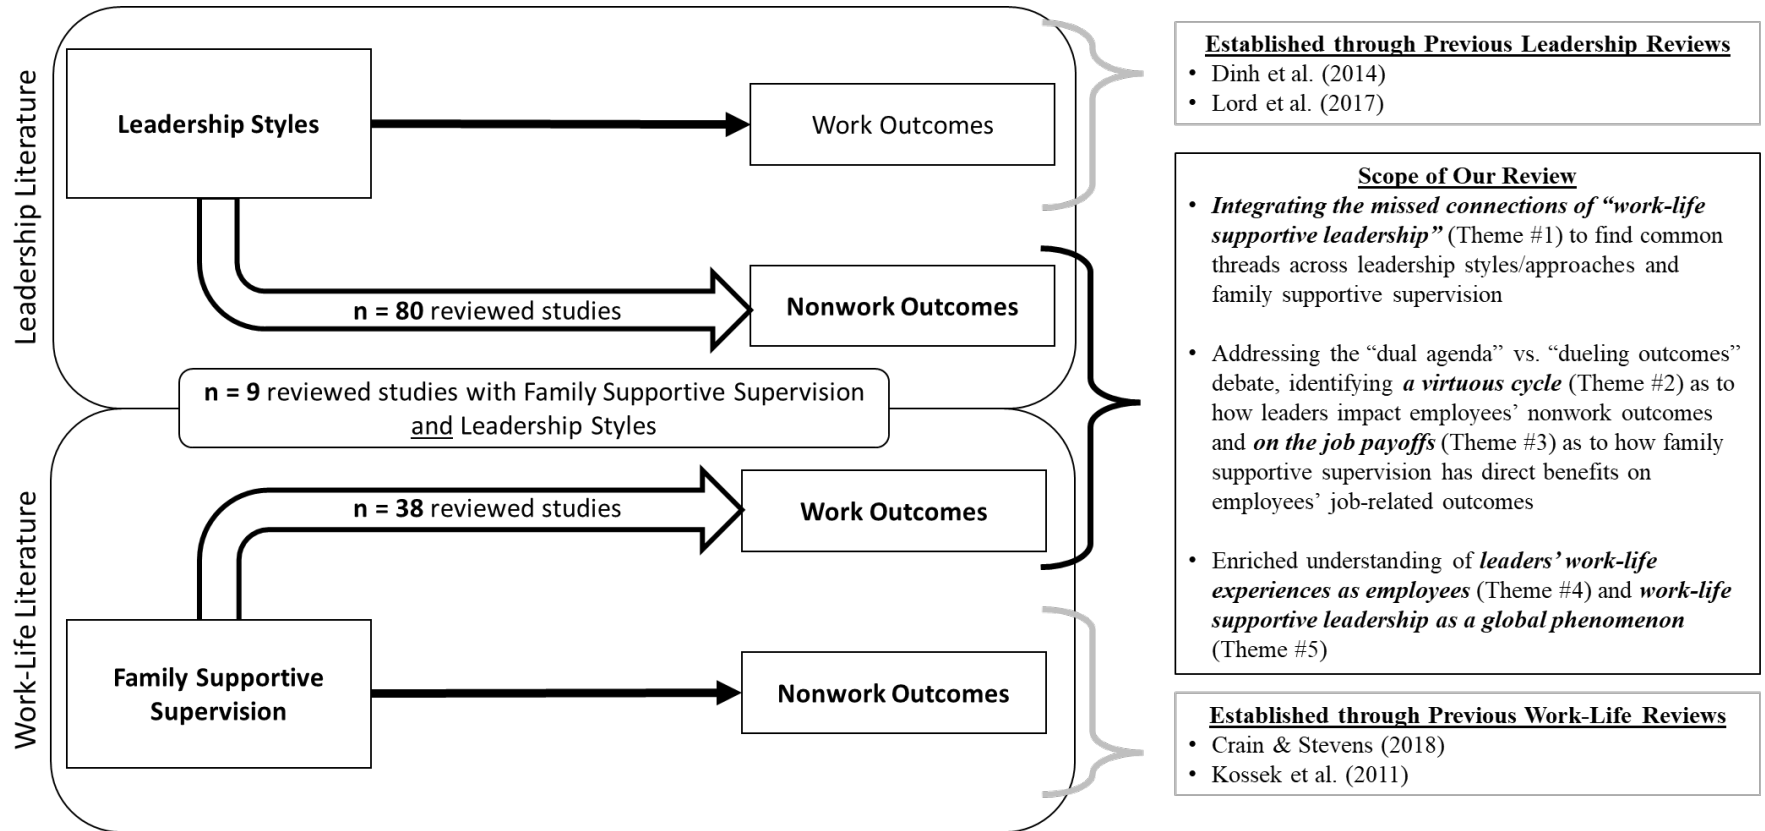 Leadership Literature
Leadership Styles
Work Outcomes
n = 80 reviewed studies
Nonwork Outcomes
n = 9 reviewed studies with Family Supportive Supervision
and Leadership Styles
Work-Life Literature
n = 38 reviewed studies
Work Outcomes
Family Supportive
Supervision
Nonwork Outcomes
Established through Previous Leadership Reviews
• Dinh et al. (2014)
• Lord et al. (2017)
Scope of Our Review
• Integrating the missed connections of “work-life
supportive leadership” (Theme #1) to find common
threads across leadership styles/approaches and
family supportive supervision
• Addressing the “dual agenda” vs. “dueling outcomes”
debate, identifying a virtuous cycle (Theme #2) as to
how leaders impact employees’ nonwork outcomes
and on the job payoffs (Theme #3) as to how family
supportive supervision has direct benefits on
employees’ job-related outcomes
• Enriched understanding of leaders’ work-life
experiences as employees (Theme #4) and work-life
supportive leadership as a global phenomenon
(Theme #5)
Established through Previous Work-Life Reviews
• Crain & Stevens (2018)
• Kossek et al. (2011)